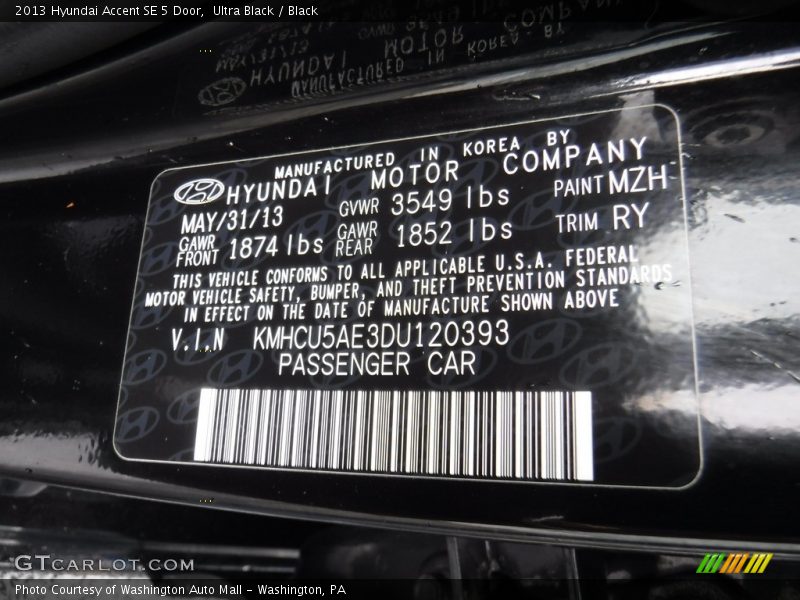 2013 Hyundai Accent SE 5 Door, Ultra Black / Black
MANUFACTURED IN KOREA BY
HYUNDAI MOTOR COMPANY
MAY/31/13 GVWR 3549 lbs PAINT MZH
GAWR FRONT 1874 lbs GAWR REAR 1852 lbs TRIM RY
THIS VEHICLE CONFORMS TO ALL APPLICABLE U.S.A. FEDERAL
MOTOR VEHICLE SAFETY, BUMPER, AND THEFT PREVENTION STANDARDS
IN EFFECT ON THE DATE OF MANUFACTURE SHOWN ABOVE
V.I.N KMHCU5AE3DU120393
PASSENGER CAR
GTCARLOT.COM
Photo Courtesy of Washington Auto Mall - Washington, PA